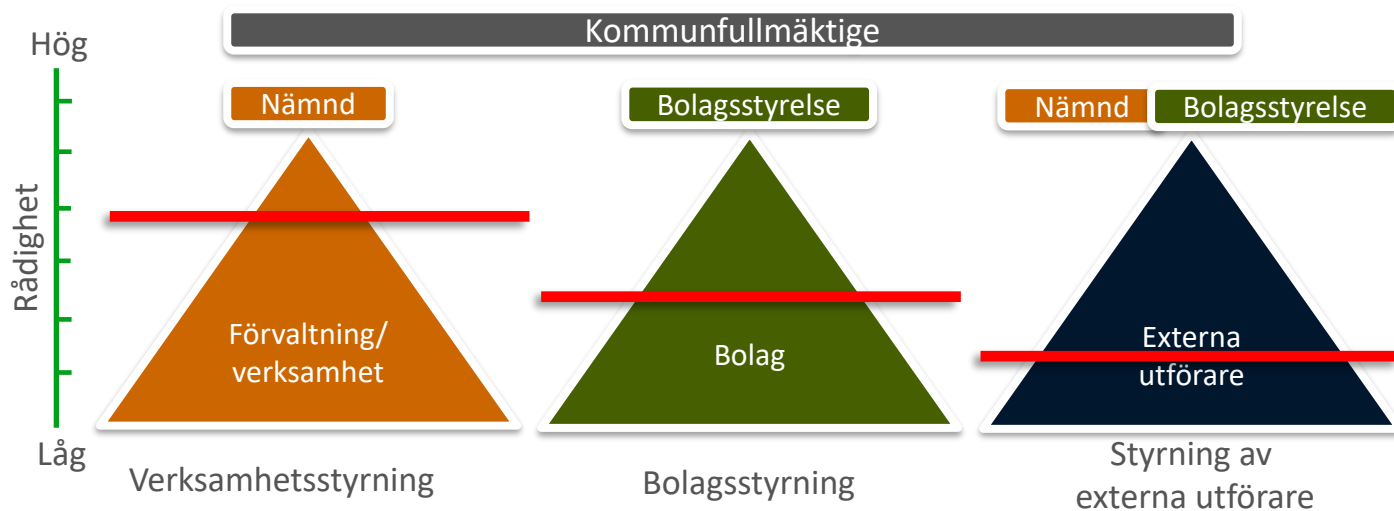 Kommunfullmäktige
Hög
Nämnd
Bolagsstyrelse
Nämnd
Bolagsstyrelse
Rådighet
Förvaltning/
verksamhet
Bolag
Externa
utförare
Låg
Verksamhetsstyrning
Bolagsstyrning
Styrning av
externa utförare